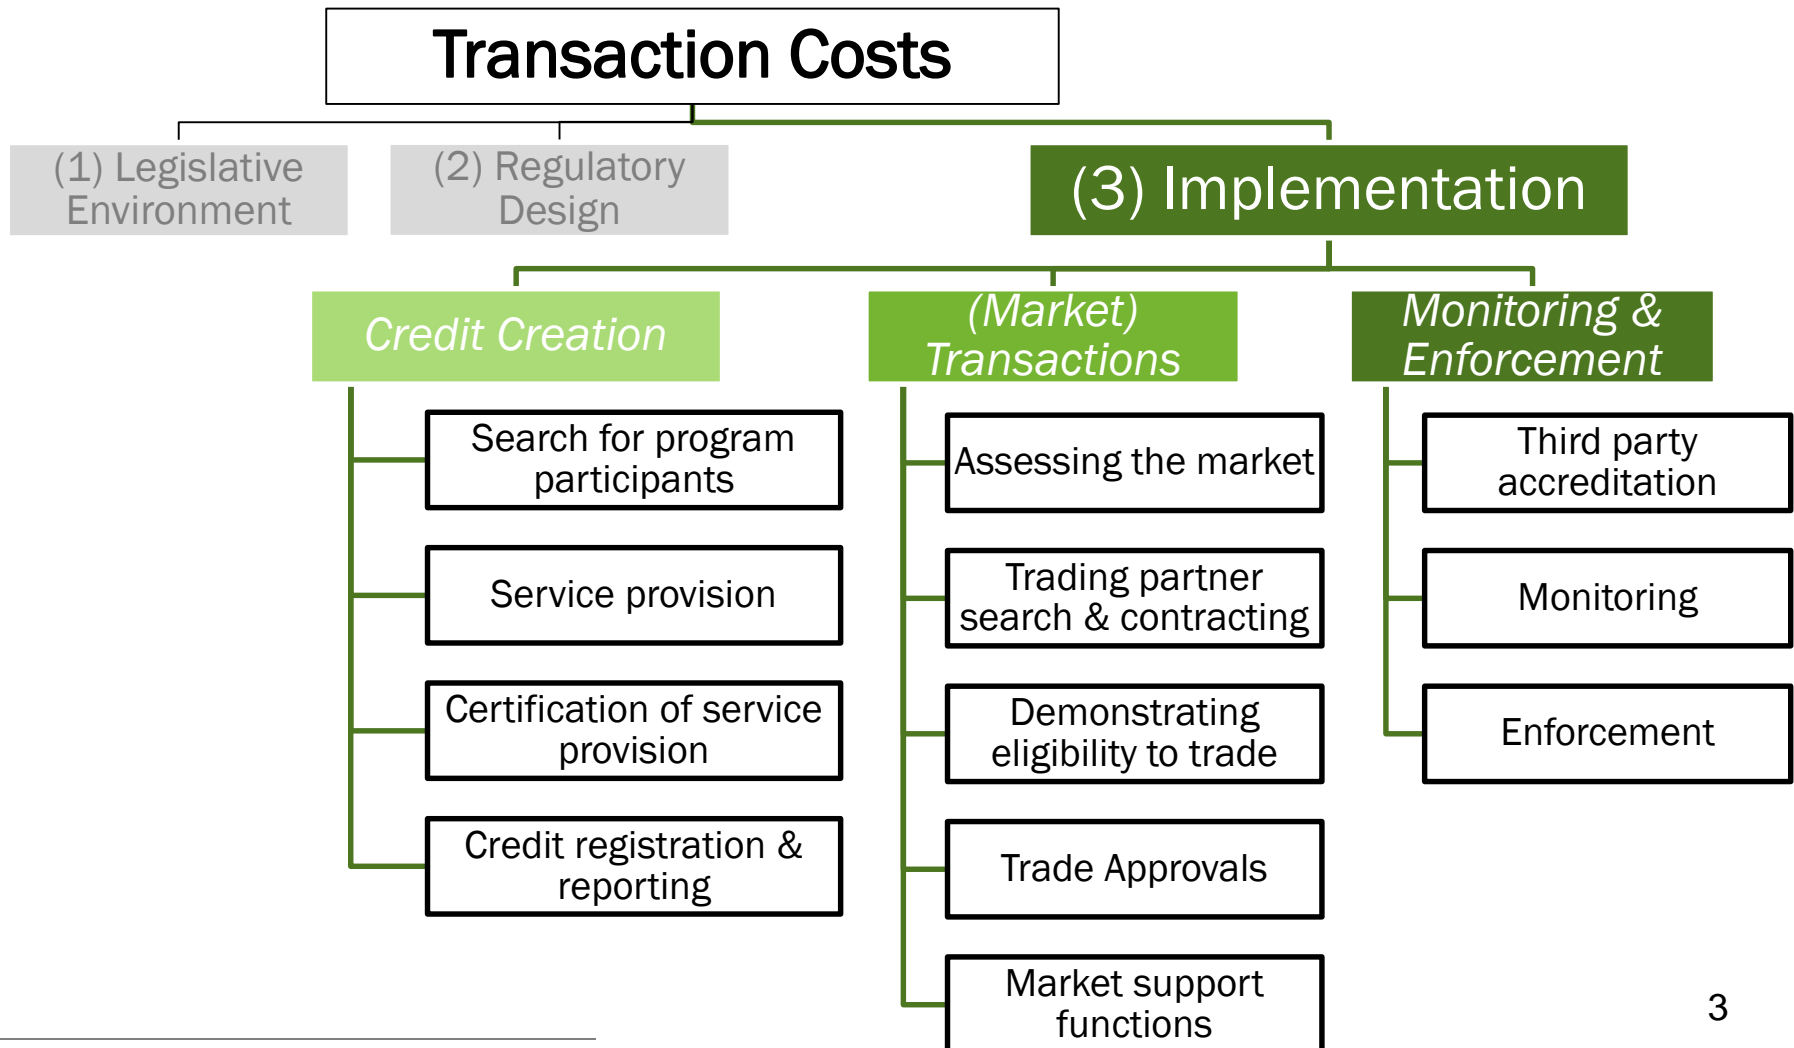 Transaction Costs
(1) Legislative
Environment
(2) Regulatory
Design
(3) Implementation
Credit Creation
Search for program
participants
Service provision
Certification of service
provision
Credit registration &
reporting
(Market)
Transactions
Assessing the market
Trading partner
search & contracting
Demonstrating
eligibility to trade
Trade Approvals
Market support
functions
Monitoring &
Enforcement
Third party
accreditation
Monitoring
Enforcement
3